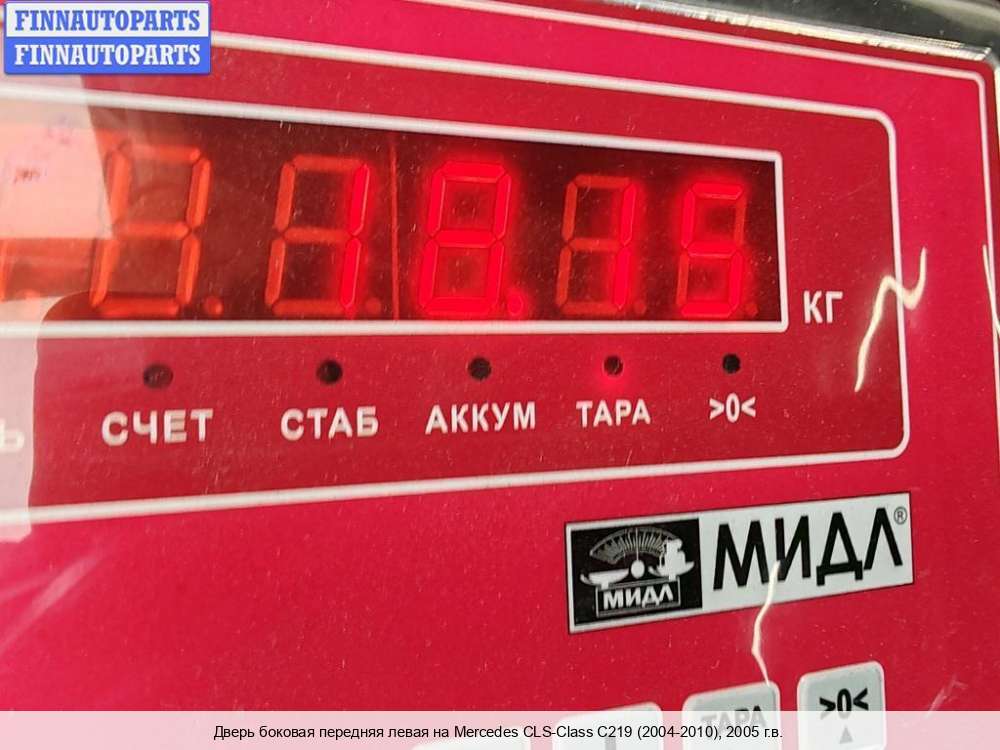 FINNAUTOPARTS
FINNAUTOPARTS
18.15
КГ
Ь
СЧЕТ СТАБ АККУМ ТАРА >0<
МИДЛ®
МИДЛ
ТАРА >0<
Дверь боковая передняя левая на Mercedes CLS-Class C219 (2004-2010), 2005 г.в.